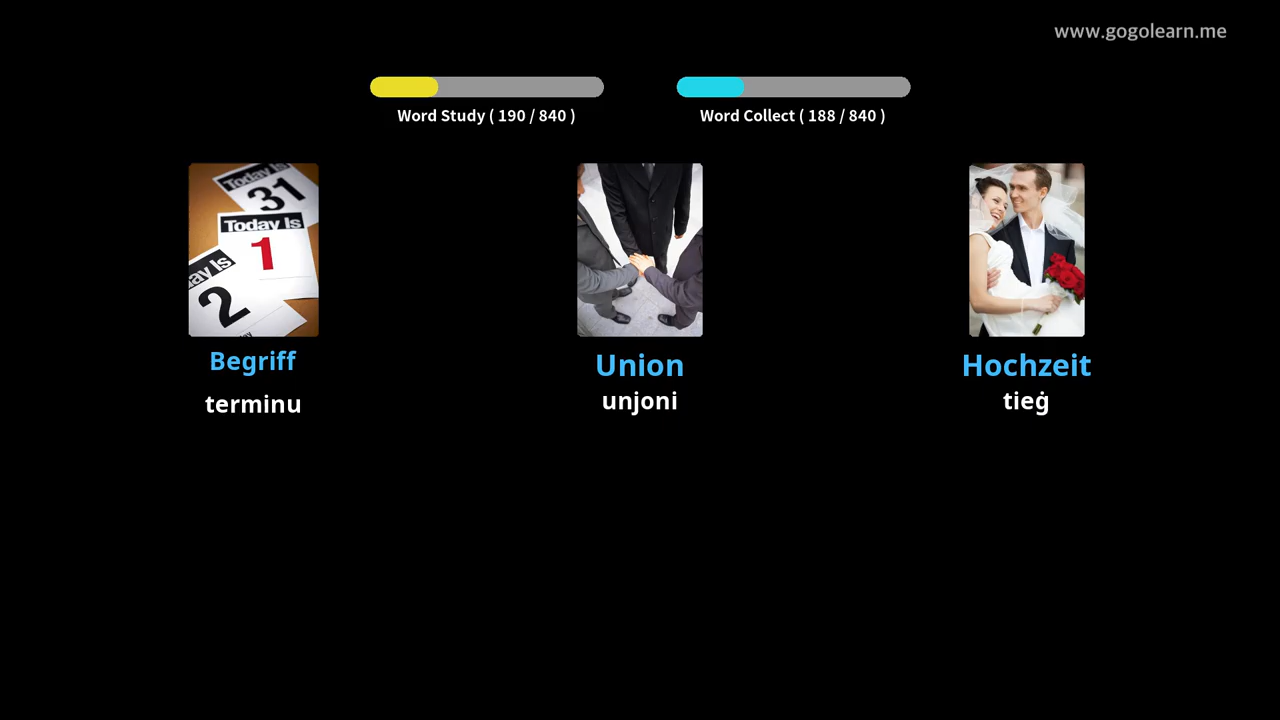 www.gogolearn.me
Word Study ( 190 / 840 )
Word Collect ( 188 / 840 )
Today Is
31
Today Is
1
ay Is
2
Begriff
Union
Hochzeit
terminu
unjoni
tieġ